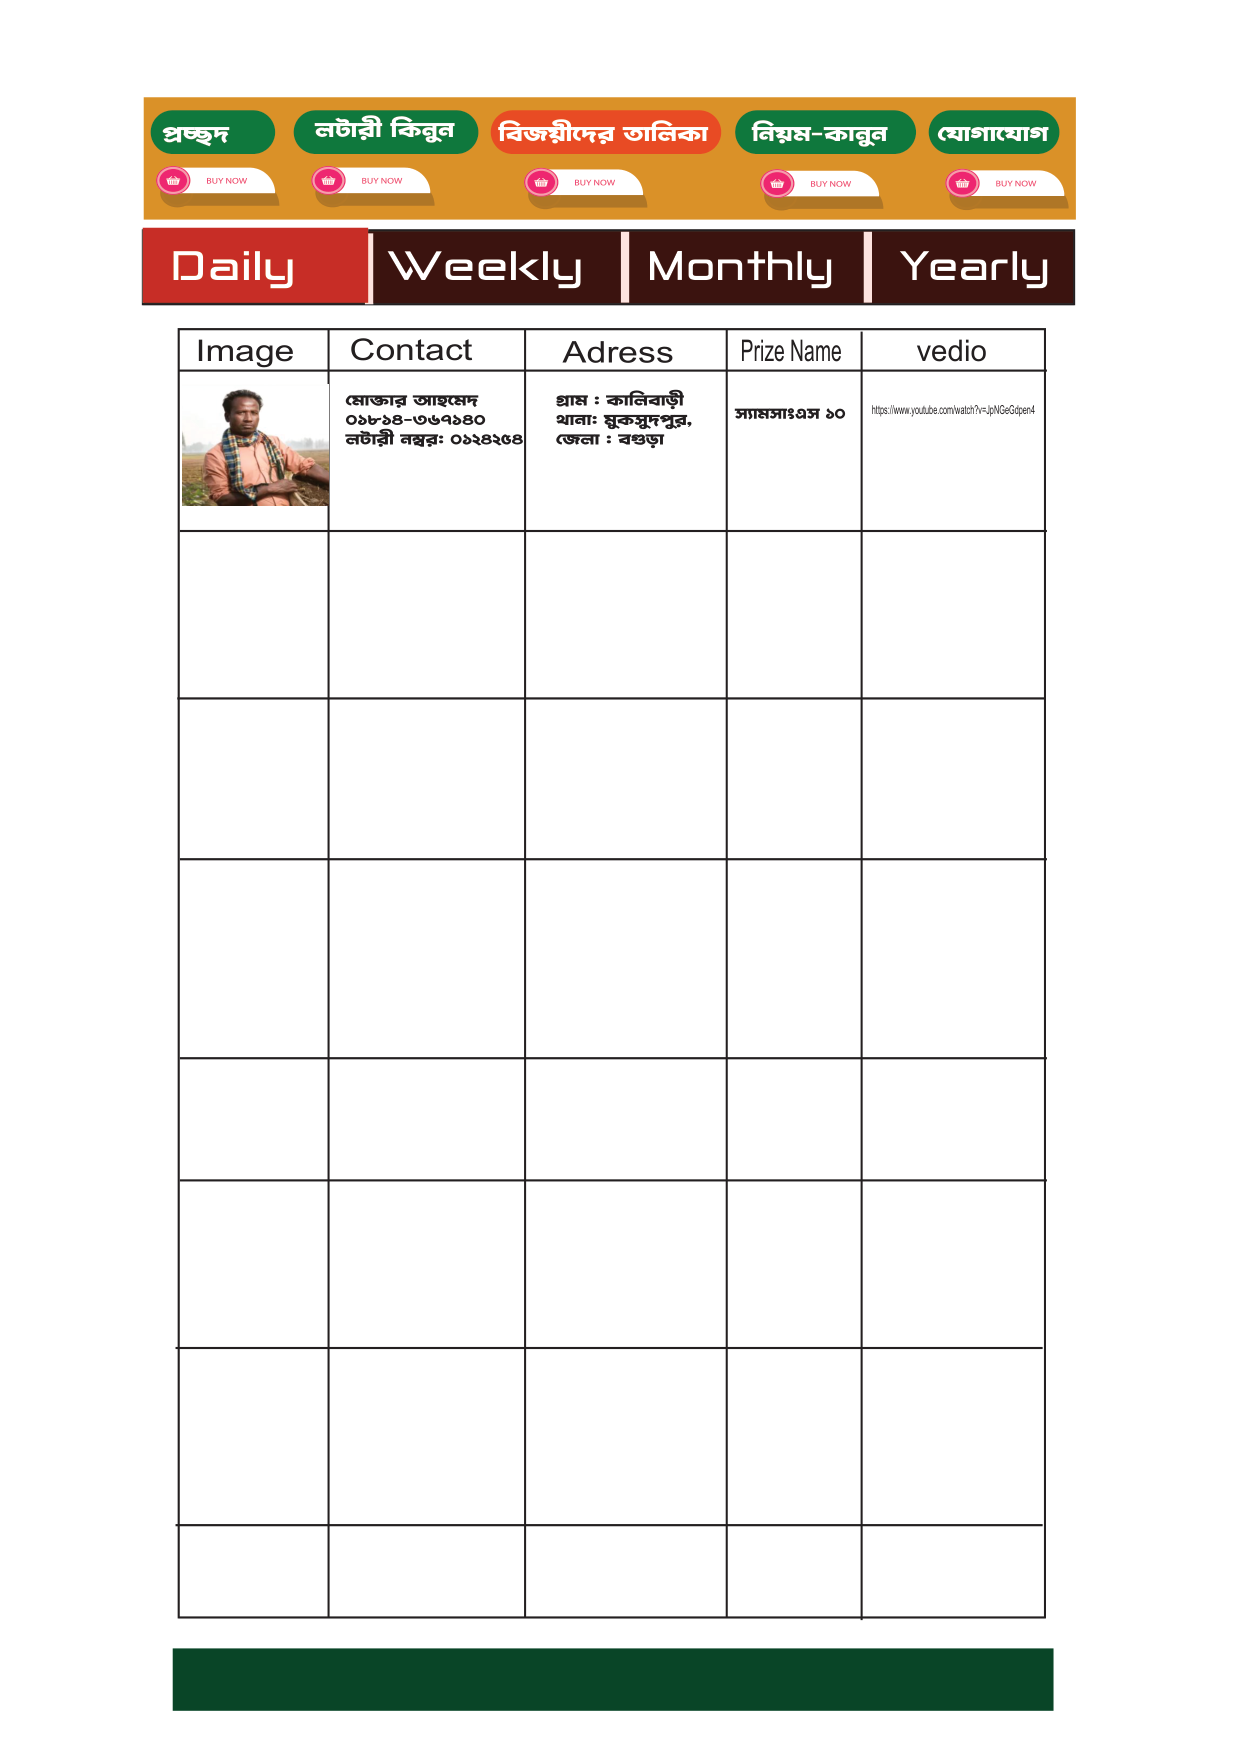 প্রচ্ছদ লটারী কিনুন বিজয়ীদের তালিকা নিয়ম-কানুন যোগাযোগ
BUY NOW BUY NOW BUY NOW BUY NOW BUY NOW
Daily Weekly Monthly Yearly
Image Contact Adress Prize Name vedio
মোক্তার আহমেদ
০১৮১৪-৩৬৭১৪০
লটারী নম্বর: ০১২৪২৫৪
গ্রাম : কালিবাড়ী
থানা: মুকসুদপুর,
জেলা : বগুড়া
স্যামসাংএস ১০
https://www.youtube.com/watch?v=JpNGeGdpen4